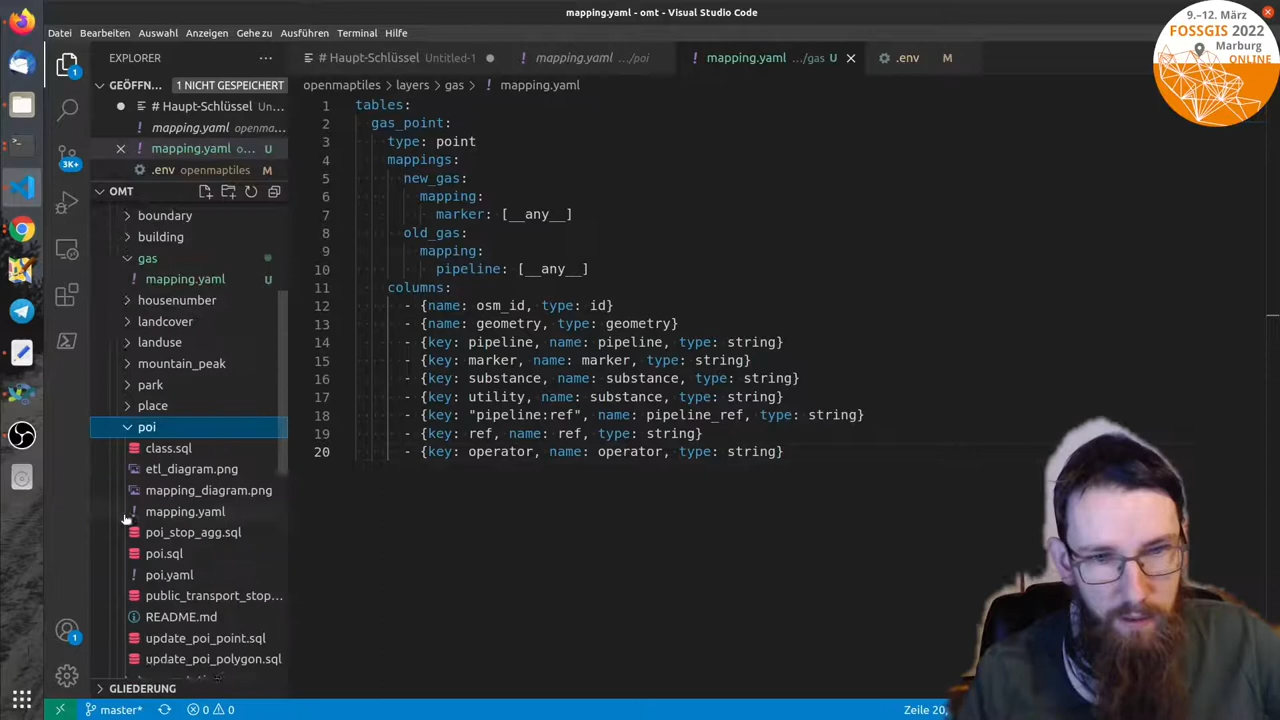 mapping.yaml - omt - Visual Studio Code
Datei Bearbeiten Auswahl Anzeigen Gehe zu Ausführen Terminal Hilfe
9.–12. März
FOSSGIS 2022
Marburg
ONLINE
EXPLORER
# Haupt-Schlüssel Untitled-1
! mapping.yaml .../poi
! mapping.yaml .../gas
.env M
GEÖFFN... 1 NICHT GESPEICHERT
# Haupt-Schlüssel Un...
! mapping.yaml openma...
! mapping.yaml o... U
.env openmaptiles M
OMT
boundary
building
gas
! mapping.yaml U
housenumber
landcover
landuse
mountain_peak
park
place
poi
class.sql
etl_diagram.png
mapping_diagram.png
! mapping.yaml
poi_stop_agg.sql
poi.sql
! poi.yaml
public_transport_stop...
README.md
update_poi_point.sql
update_poi_polygon.sql
GLIEDERUNG
1
3K+
1
openmaptiles > layers > gas > ! mapping.yaml
1 tables:
2 gas_point:
3 type: point
4 mappings:
5 new_gas:
6 mapping:
7 marker: [__any__]
8 old_gas:
9 mapping:
10 pipeline: [__any__]
11 columns:
12 - {name: osm_id, type: id}
13 - {name: geometry, type: geometry}
14 - {key: pipeline, name: pipeline, type: string}
15 - {key: marker, name: marker, type: string}
16 - {key: substance, name: substance, type: string}
17 - {key: utility, name: substance, type: string}
18 - {key: "pipeline:ref", name: pipeline_ref, type: string}
19 - {key: ref, name: ref, type: string}
20 - {key: operator, name: operator, type: string}
master* 0 0
Zeile 20,